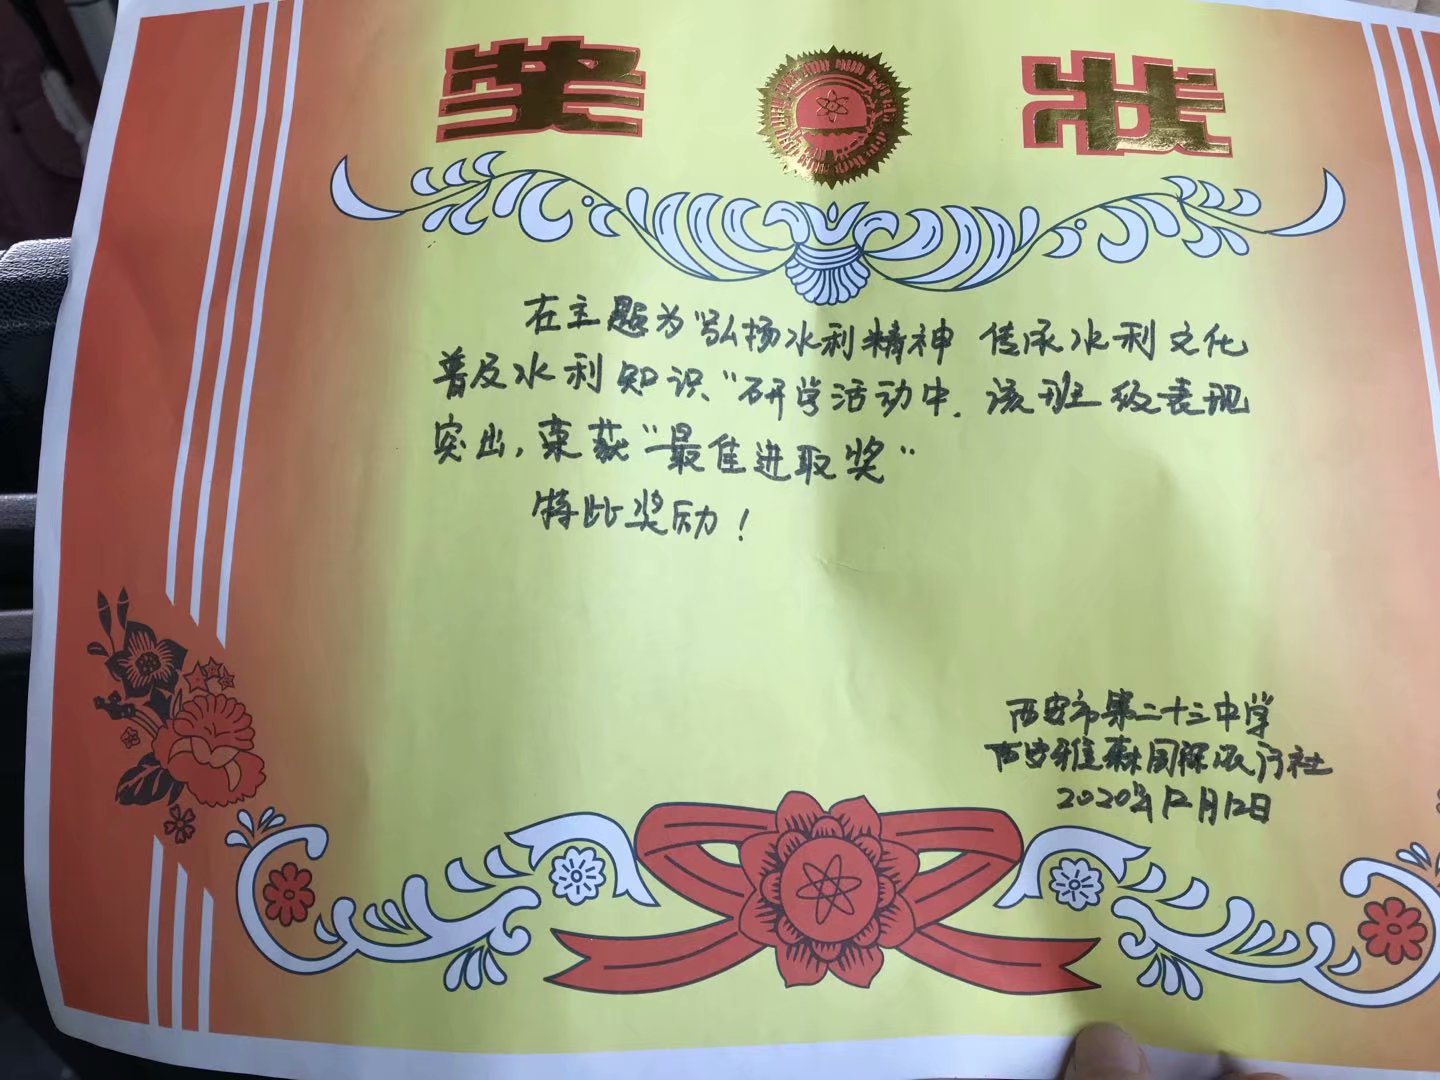 奖状
在主题为“弘扬水利精神 传承水利文化
普及水利知识”研学活动中，该班级表现
突出，荣获“最佳进取奖”
特此奖励！
西安市第二十三中学
西安雅森国际旅行社
2020年12月12日